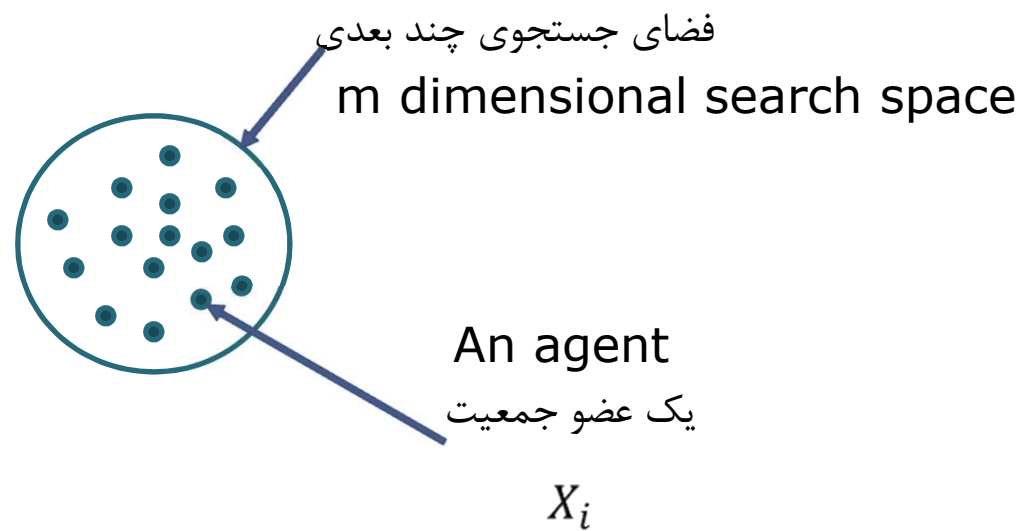 فضای جستجوی چند بعدی
m dimensional search space
An agent
یک عضو جمعیت
X_i